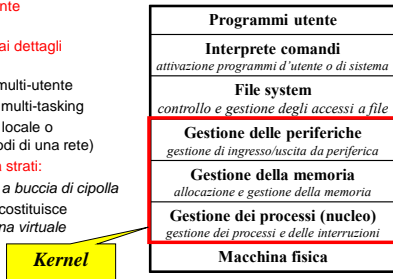 nte
ai dettagli
multi-utente
multi-tasking
locale o
odi di una rete)
strati:
a buccia di cipolla
costituisce
na virtuale
Kernel
Programmi utente
Interprete comandi
attivazione programmi d'utente o di sistema
File system
controllo e gestione degli accessi a file
Gestione delle periferiche
gestione di ingresso/uscita da periferica
Gestione della memoria
allocazione e gestione della memoria
Gestione dei processi (nucleo)
gestione dei processi e delle interruzioni
Macchina fisica